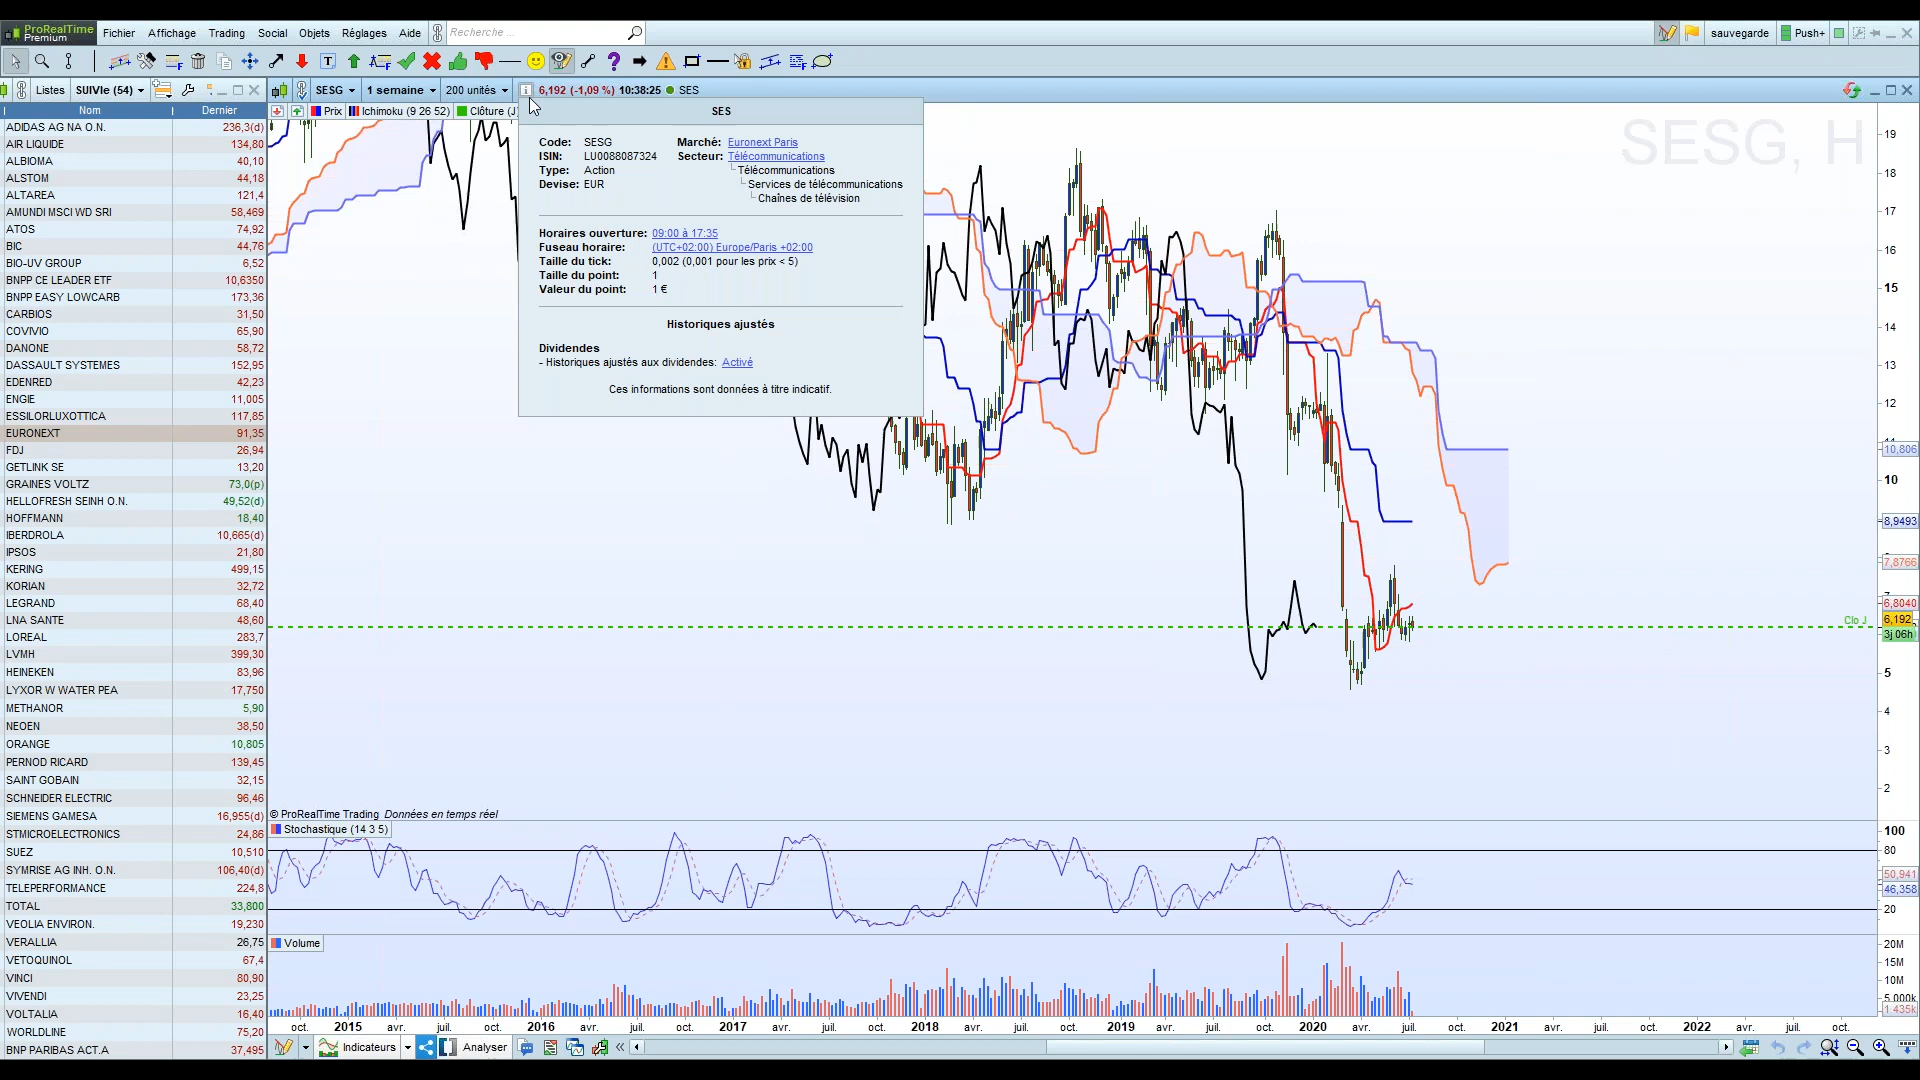 ProRealTime
Premium
Fichier
Affichage
Trading
Social
Objets
Réglages
Aide
Recherche ...
sauvegarde
Push+
Listes
SUIVIe (54)
SESG
1 semaine
200 unités
6,192 (-1,09 %) 10:38:25
SES
Nom
Dernier
Prix
Ichimoku (9 26 52)
Clôture (J
ADIDAS AG NA O.N. 236,3(d)
AIR LIQUIDE 134,80
ALBIOMA 40,10
ALSTOM 44,18
ALTAREA 121,4
AMUNDI MSCI WD SRI 58,469
ATOS 74,92
BIC 44,76
BIO-UV GROUP 6,52
BNPP CE LEADER ETF 10,6350
BNPP EASY LOWCARB 173,36
CARBIOS 31,50
COVIVIO 65,90
DANONE 58,72
DASSAULT SYSTEMES 152,95
EDENRED 42,23
ENGIE 11,005
ESSILORLUXOTTICA 117,85
EURONEXT 91,35
FDJ 26,94
GETLINK SE 13,20
GRAINES VOLTZ 73,0(p)
HELLOFRESH SEINH O.N. 49,52(d)
HOFFMANN 18,40
IBERDROLA 10,665(d)
IPSOS 21,80
KERING 499,15
KORIAN 32,72
LEGRAND 68,40
LNA SANTE 48,60
LOREAL 283,7
LVMH 399,30
HEINEKEN 83,96
LYXOR W WATER PEA 17,750
METHANOR 5,90
NEOEN 38,50
ORANGE 10,805
PERNOD RICARD 139,45
SAINT GOBAIN 32,15
SCHNEIDER ELECTRIC 96,46
SIEMENS GAMESA 16,955(d)
STMICROELECTRONICS 24,86
SUEZ 10,510
SYMRISE AG INH. O.N. 106,40(d)
TELEPERFORMANCE 224,8
TOTAL 33,800
VEOLIA ENVIRON. 19,230
VERALLIA 26,75
VETOQUINOL 67,4
VINCI 80,90
VIVENDI 23,25
VOLTALIA 16,40
WORLDLINE 75,20
BNP PARIBAS ACT.A 37,495
SES
Code: SESG
Marché: Euronext Paris
ISIN: LU0088087324
Secteur: Télécommunications
Type: Action
Télécommunications
Devise: EUR
Services de télécommunications
Chaînes de télévision
Horaires ouverture: 09:00 à 17:35
Fuseau horaire: (UTC+02:00) Europe/Paris +02:00
Taille du tick: 0,002 (0,001 pour les prix < 5)
Taille du point: 1
Valeur du point: 1 €
Historiques ajustés
Dividendes
- Historiques ajustés aux dividendes: Activé
Ces informations sont données à titre indicatif.
SESG, H
19
18
17
16
15
14
13
12
10,806
10
8,9493
7,8766
6,8040
Clo J
6,192
3j 06h
5
4
3
2
© ProRealTime Trading Données en temps réel
Stochastique (14 3 5)
100
80
50,941
46,358
20
Volume
20M
15M
10M
5 000k
1 435k
oct. 2015 avr. juil. oct. 2016 avr. juil. oct. 2017 avr. juil. oct. 2018 avr. juil. oct. 2019 avr. juil. oct. 2020 avr. juil. oct. 2021 avr. juil. oct. 2022 avr. juil. oct.
Indicateurs
Analyser